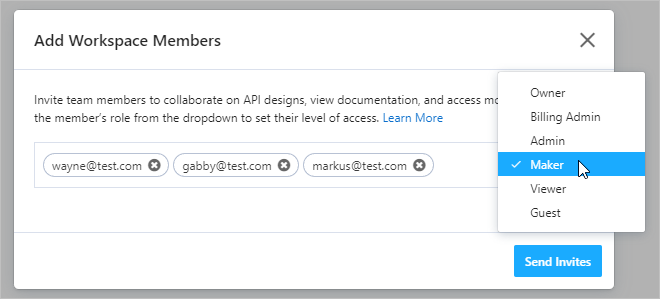 Add Workspace Members
Invite team members to collaborate on API designs, view documentation, and access
the member's role from the dropdown to set their level of access. Learn More
wayne@test.com gabby@test.com markus@test.com
Owner
Billing Admin
Admin
Maker
Viewer
Guest
Send Invites